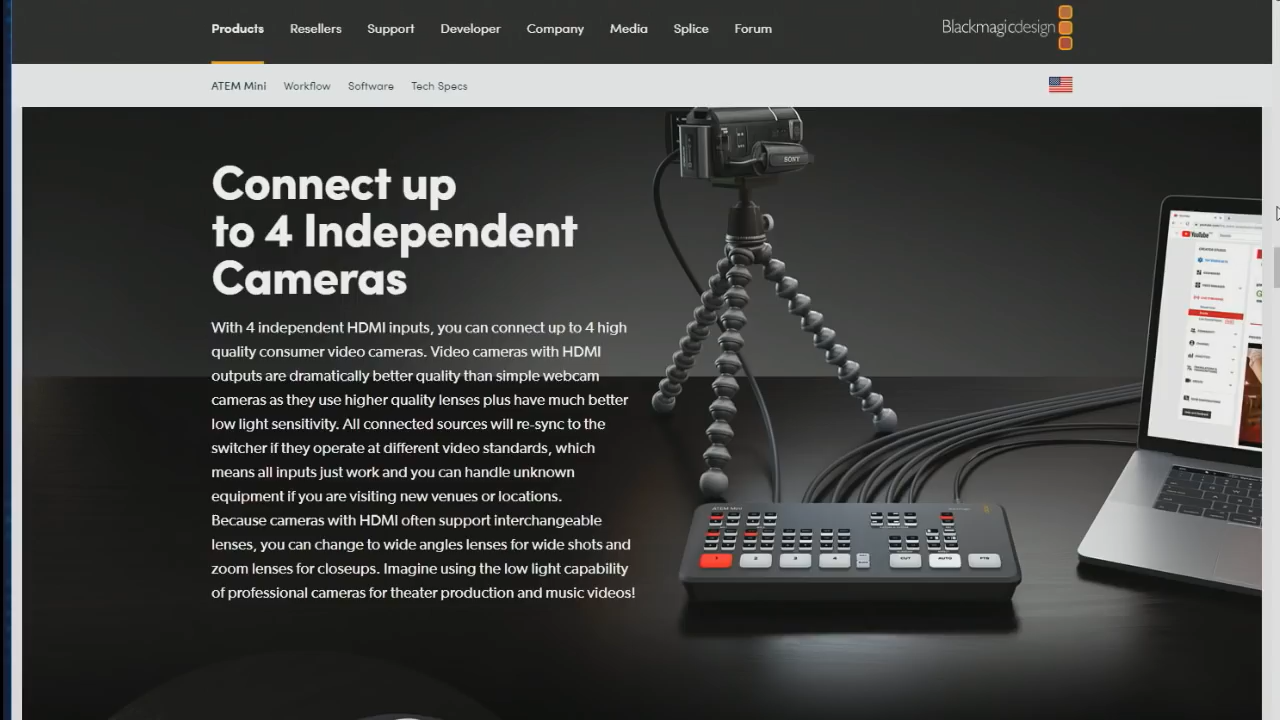 Products Resellers Support Developer Company Media Splice Forum
Blackmagicdesign
ATEM Mini Workflow Software Tech Specs
Connect up
to 4 Independent
Cameras
With 4 independent HDMI inputs, you can connect up to 4 high
quality consumer video cameras. Video cameras with HDMI
outputs are dramatically better quality than simple webcam
cameras as they use higher quality lenses plus have much better
low light sensitivity. All connected sources will re-sync to the
switcher if they operate at different video standards, which
means all inputs just work and you can handle unknown
equipment if you are visiting new venues or locations.
Because cameras with HDMI often support interchangeable
lenses, you can change to wide angles lenses for wide shots and
zoom lenses for closeups. Imagine using the low light capability
of professional cameras for theater production and music videos!
SONY
YouTube
ATEM Mini
1 2 3 4 CUT AUTO FTB